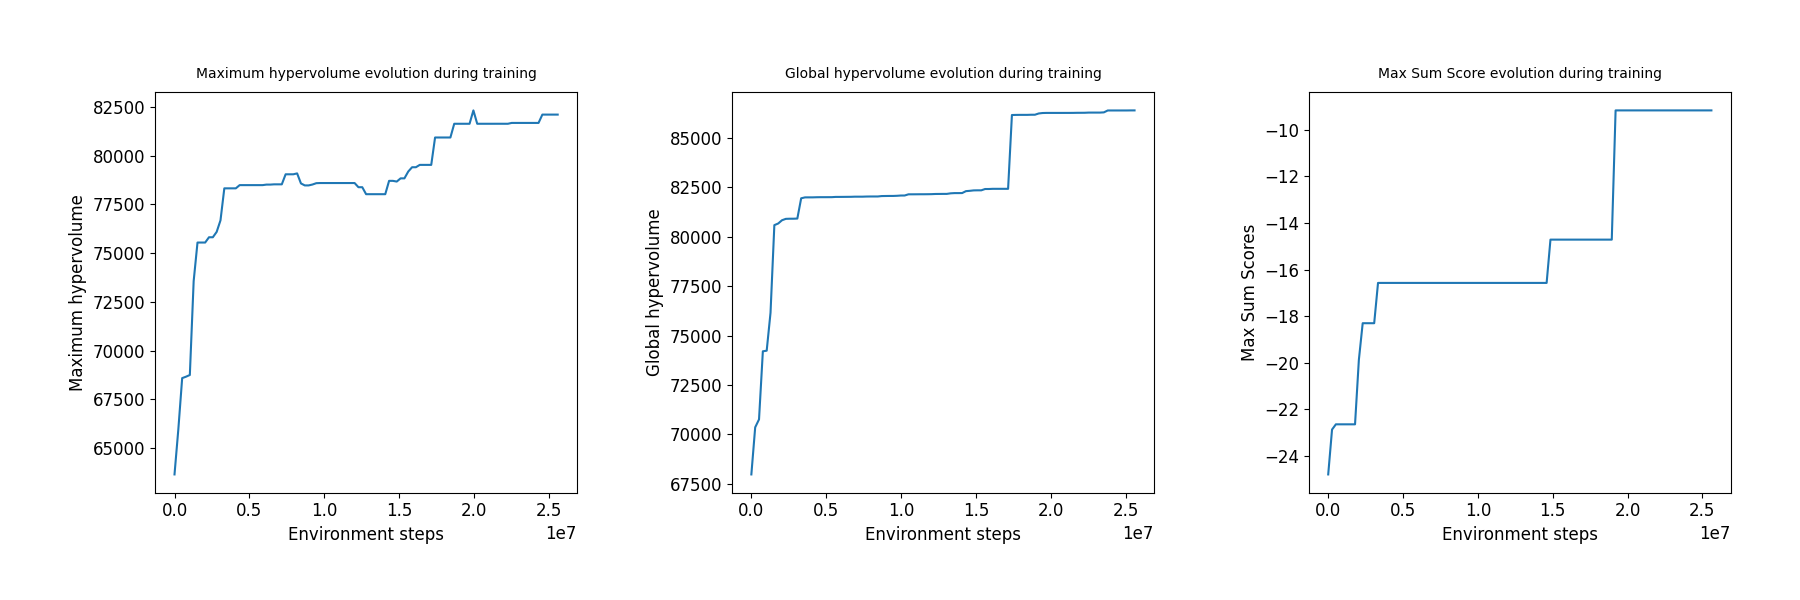 Maximum hypervolume evolution during training
Maximum hypervolume
82500
80000
77500
75000
72500
70000
67500
65000
0.0 0.5 1.0 1.5 2.0 2.5
1e7
Environment steps
Global hypervolume evolution during training
Global hypervolume
85000
82500
80000
77500
75000
72500
70000
67500
0.0 0.5 1.0 1.5 2.0 2.5
1e7
Environment steps
Max Sum Score evolution during training
Max Sum Scores
−10
−12
−14
−16
−18
−20
−22
−24
0.0 0.5 1.0 1.5 2.0 2.5
1e7
Environment steps